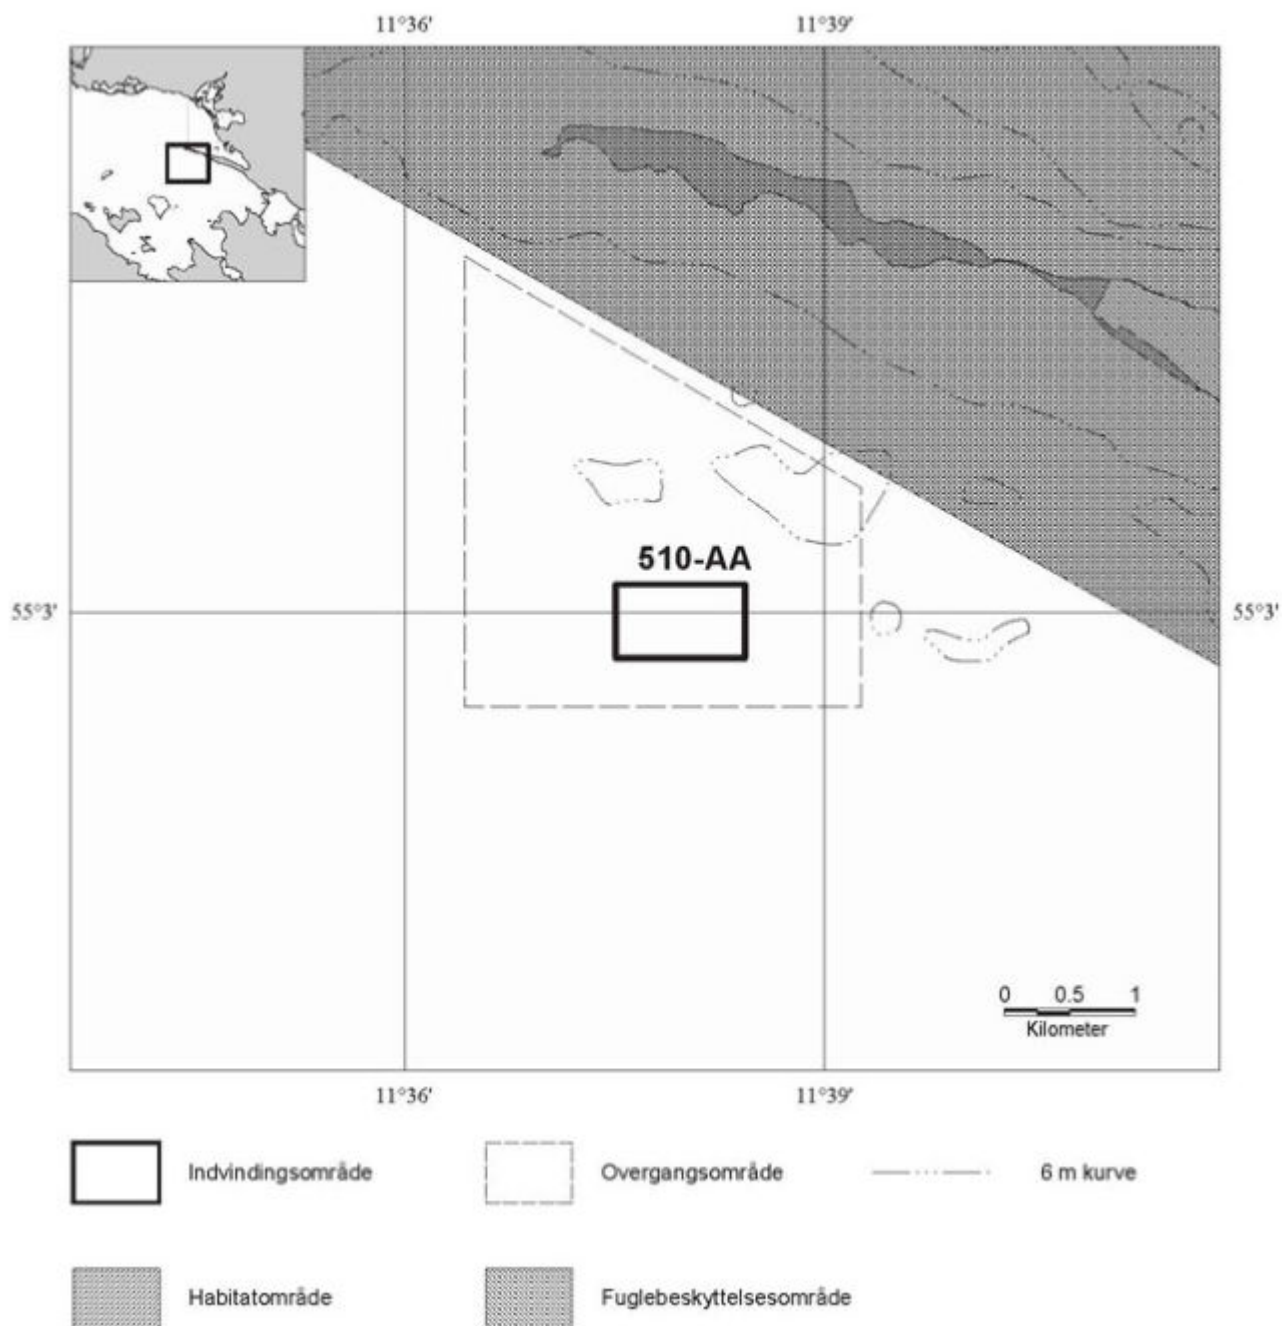 11°36' 11°39'
510-AA
55°3' 55°3'
0 0.5 1
Kilometer
11°36' 11°39'
Indvindingsområde Overgangsområde 6 m kurve
Habitatområde Fuglebeskyttelsesområde